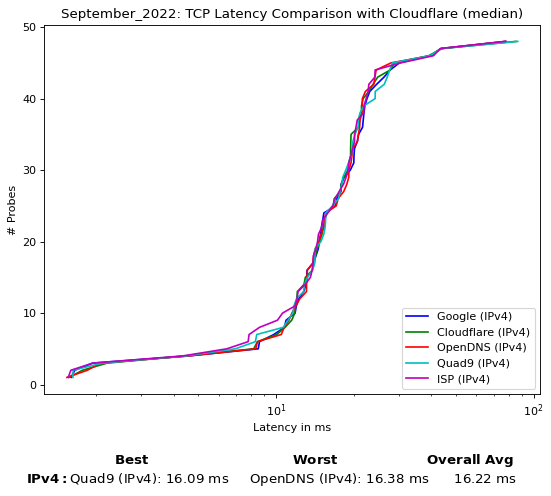 September_2022: TCP Latency Comparison with Cloudflare (median)
50
40
30
20
10
0
# Probes
Google (IPv4)
Cloudflare (IPv4)
OpenDNS (IPv4)
Quad9 (IPv4)
ISP (IPv4)
10¹ 10²
Latency in ms
Best Worst Overall Avg
IPv4: Quad9 (IPv4): 16.09 ms OpenDNS (IPv4): 16.38 ms 16.22 ms